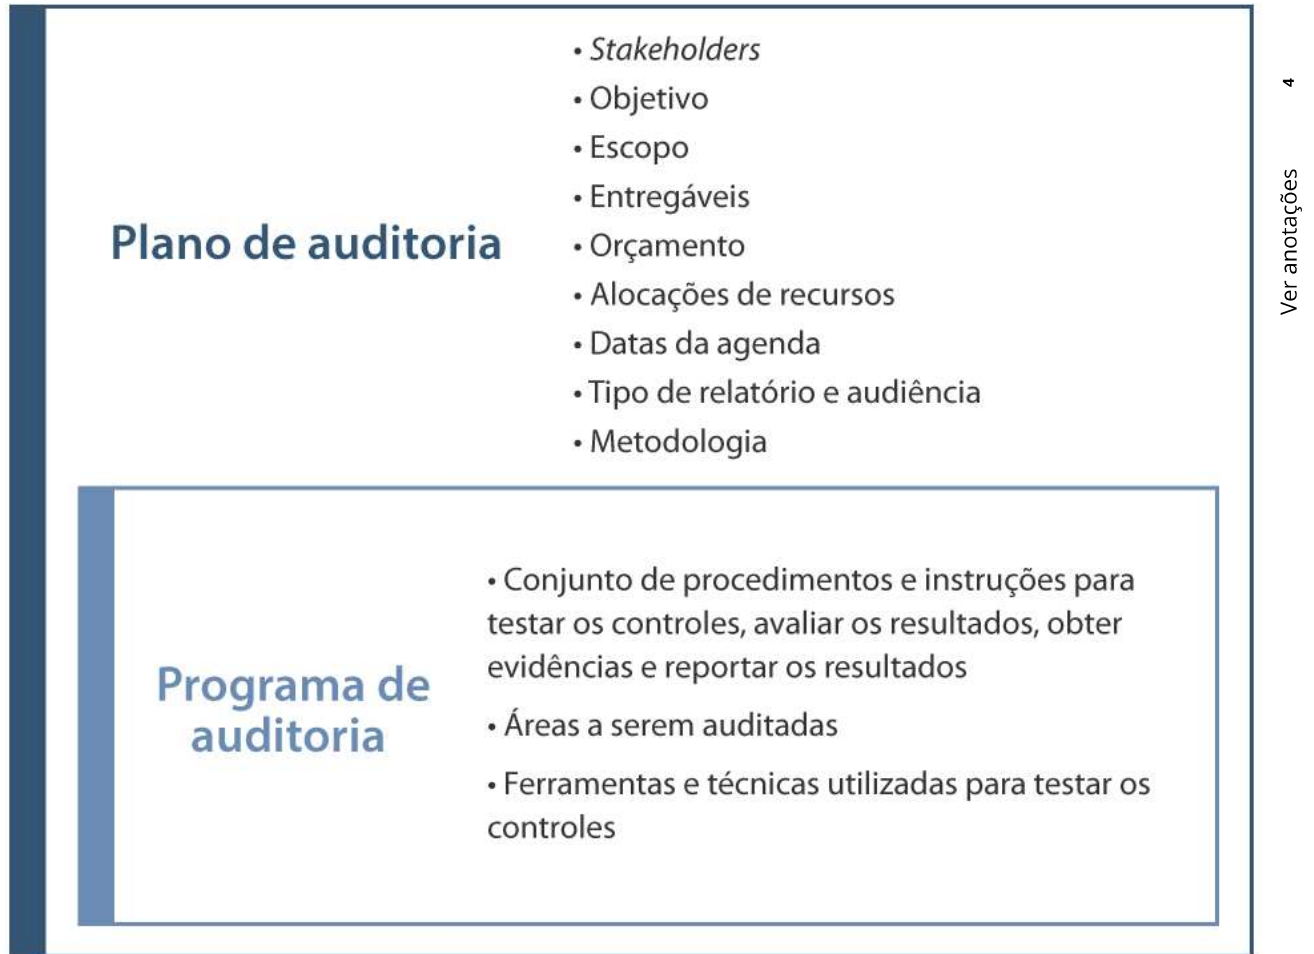 • Stakeholders
• Objetivo
• Escopo
• Entregáveis
Plano de auditoria
• Orçamento
• Alocações de recursos
• Datas da agenda
• Tipo de relatório e audiência
• Metodologia
• Conjunto de procedimentos e instruções para
testar os controles, avaliar os resultados, obter
evidências e reportar os resultados
Programa de
auditoria
• Áreas a serem auditadas
• Ferramentas e técnicas utilizadas para testar os
controles
4
Ver anotações